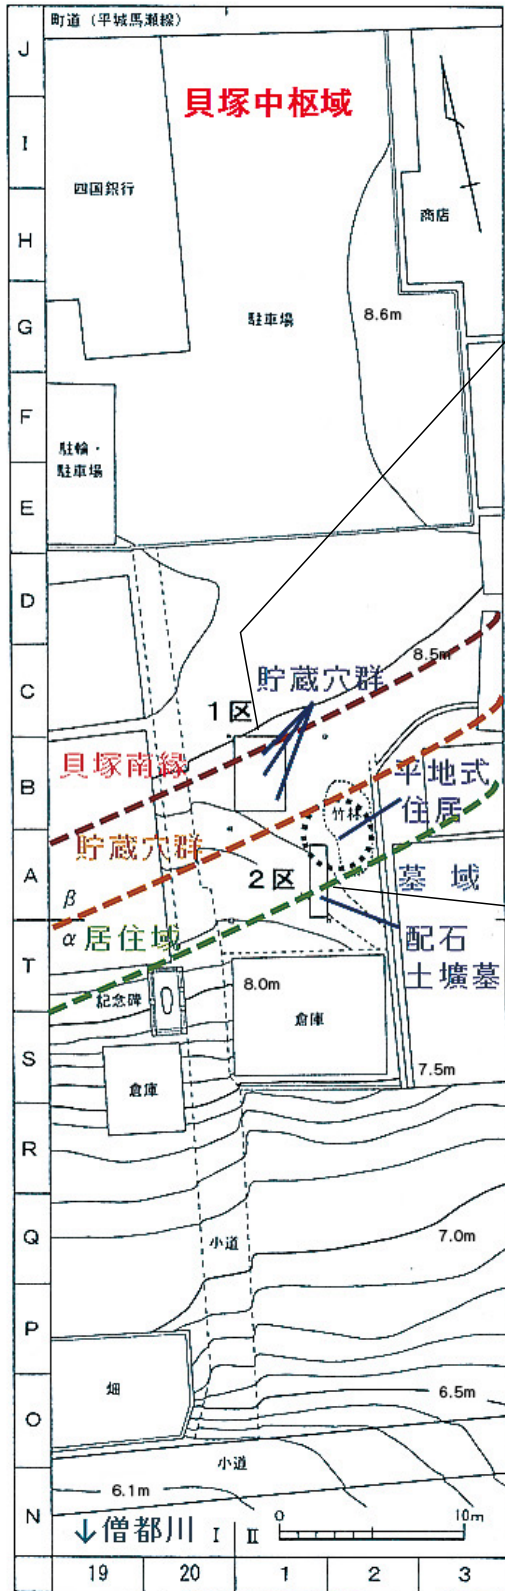 町道（平城馬瀬線）
J
貝塚中枢域
I
四国銀行
商店
H
G
駐車場
8.6m
F
駐輪・
駐車場
E
D
8.5m
C
貯蔵穴群
1区
貝塚南縁
B
平地式
住居
竹林
貯蔵穴群
A
2区
墓域
β
α
居住域
配石
土壙墓
T
8.0m
記念碑
倉庫
S
7.5m
倉庫
R
Q
小道
7.0m
P
畑
6.5m
O
小道
6.1m
N
↓僧都川
I
II
0
10m
19
20
1
2
3